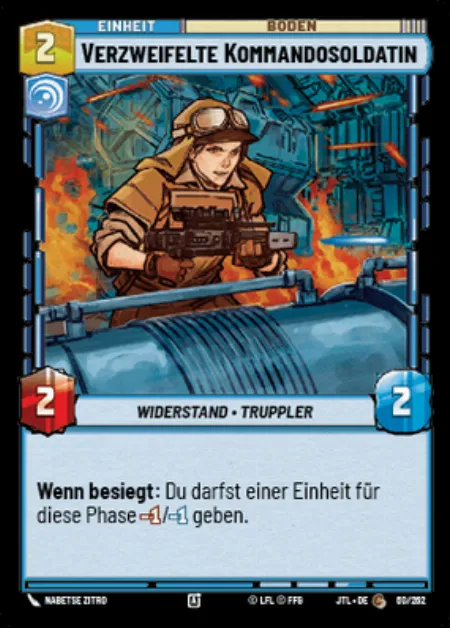 EINHEIT BODEN
2 VERZWEIFELTE KOMMANDOSOLDATIN
2 WIDERSTAND • TRUPPLER 2
Wenn besiegt: Du darfst einer Einheit für
diese Phase -1/-1 geben.
NABETSE ZITRO A © LFL © FFG JTL • DE C 60/262